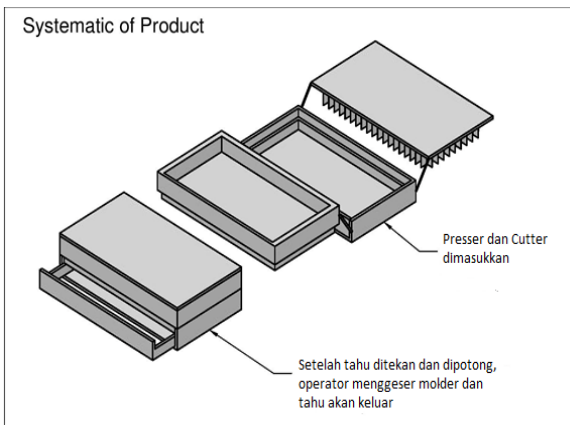 Systematic of Product
Presser dan Cutter
dimasukkan
Setelah tahu ditekan dan dipotong,
operator menggeser molder dan
tahu akan keluar